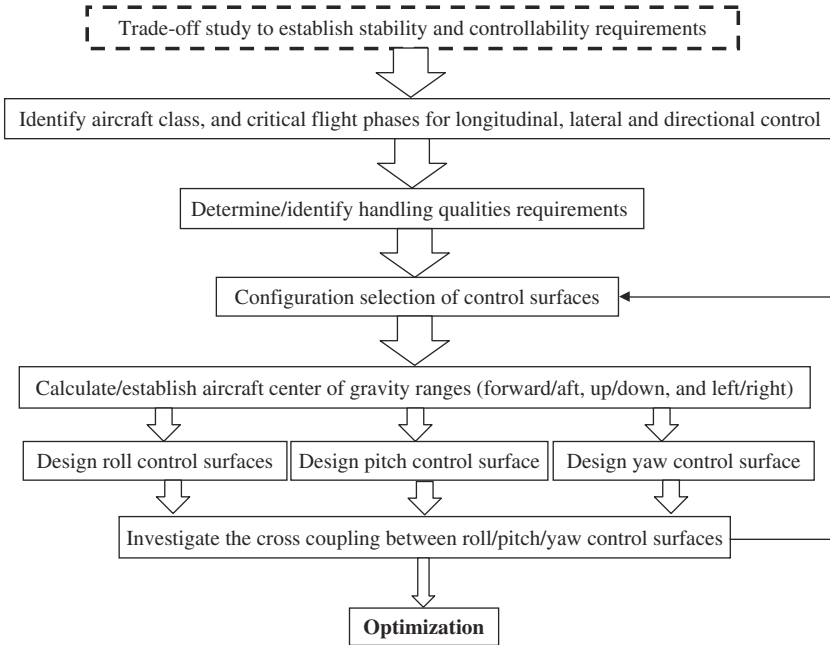 Trade-off study to establish stability and controllability requirements
Identify aircraft class, and critical flight phases for longitudinal, lateral and directional control
Determine/identify handling qualities requirements
Configuration selection of control surfaces
Calculate/establish aircraft center of gravity ranges (forward/aft, up/down, and left/right)
Design roll control surfaces
Design pitch control surface
Design yaw control surface
Investigate the cross coupling between roll/pitch/yaw control surfaces
Optimization